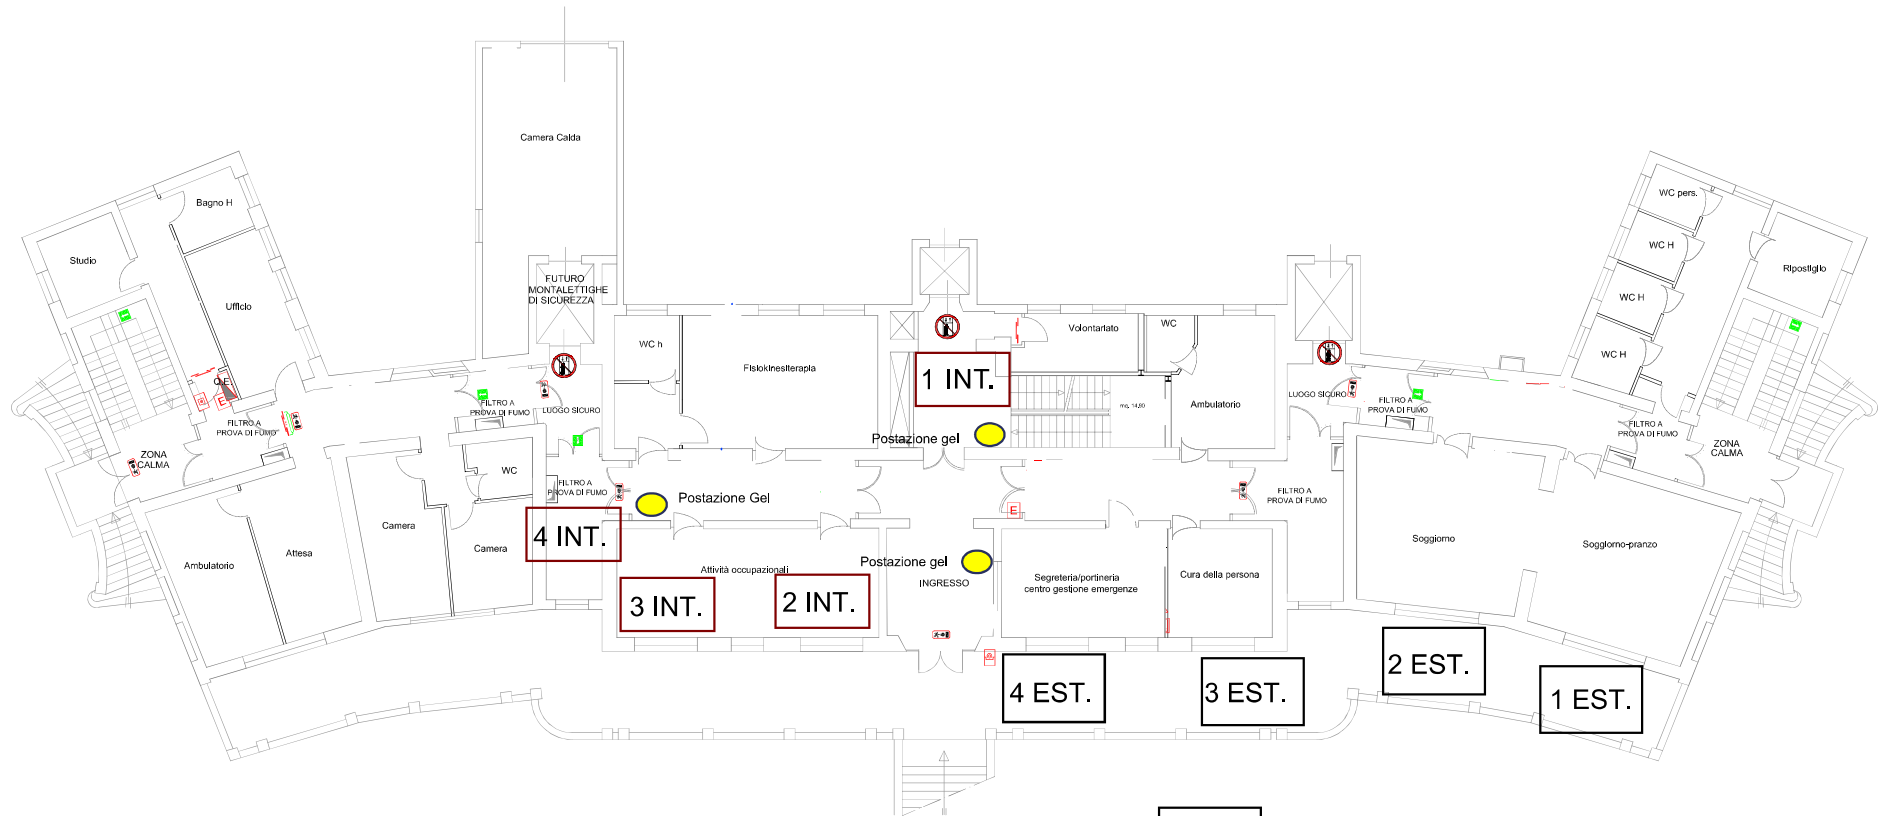 Camera Calda
Bagno H
Studio
Ufficio
Q.E.
E
FILTRO A
PROVA DI FUMO
ZONA
CALMA
Ambulatorio
Attesa
Camera
Camera
WC
FILTRO A
PROVA DI FUMO
LUOGO SICURO
FILTRO A
PROVA DI FUMO
FUTURO
MONTALETTIGHE
DI SICUREZZA
WC h
Fisiokinesiterapia
1 INT.
Postazione gel
Volontariato
WC
mq. 14,99
Ambulatorio
Postazione Gel
4 INT.
Attività occupazionali
3 INT.
2 INT.
Postazione gel
INGRESSO
E
Segreteria/portineria
centro gestione emergenze
Cura della persona
LUOGO SICURO
FILTRO A
PROVA DI FUMO
FILTRO A
PROVA DI FUMO
Soggiorno
Soggiorno-pranzo
FILTRO A
PROVA DI FUMO
ZONA
CALMA
WC pers.
WC H
WC H
WC H
Ripostiglio
4 EST.
3 EST.
2 EST.
1 EST.